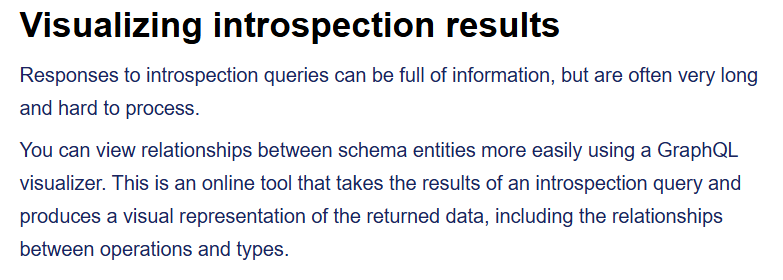 Visualizing introspection results
Responses to introspection queries can be full of information, but are often very long
and hard to process.
You can view relationships between schema entities more easily using a GraphQL
visualizer. This is an online tool that takes the results of an introspection query and
produces a visual representation of the returned data, including the relationships
between operations and types.